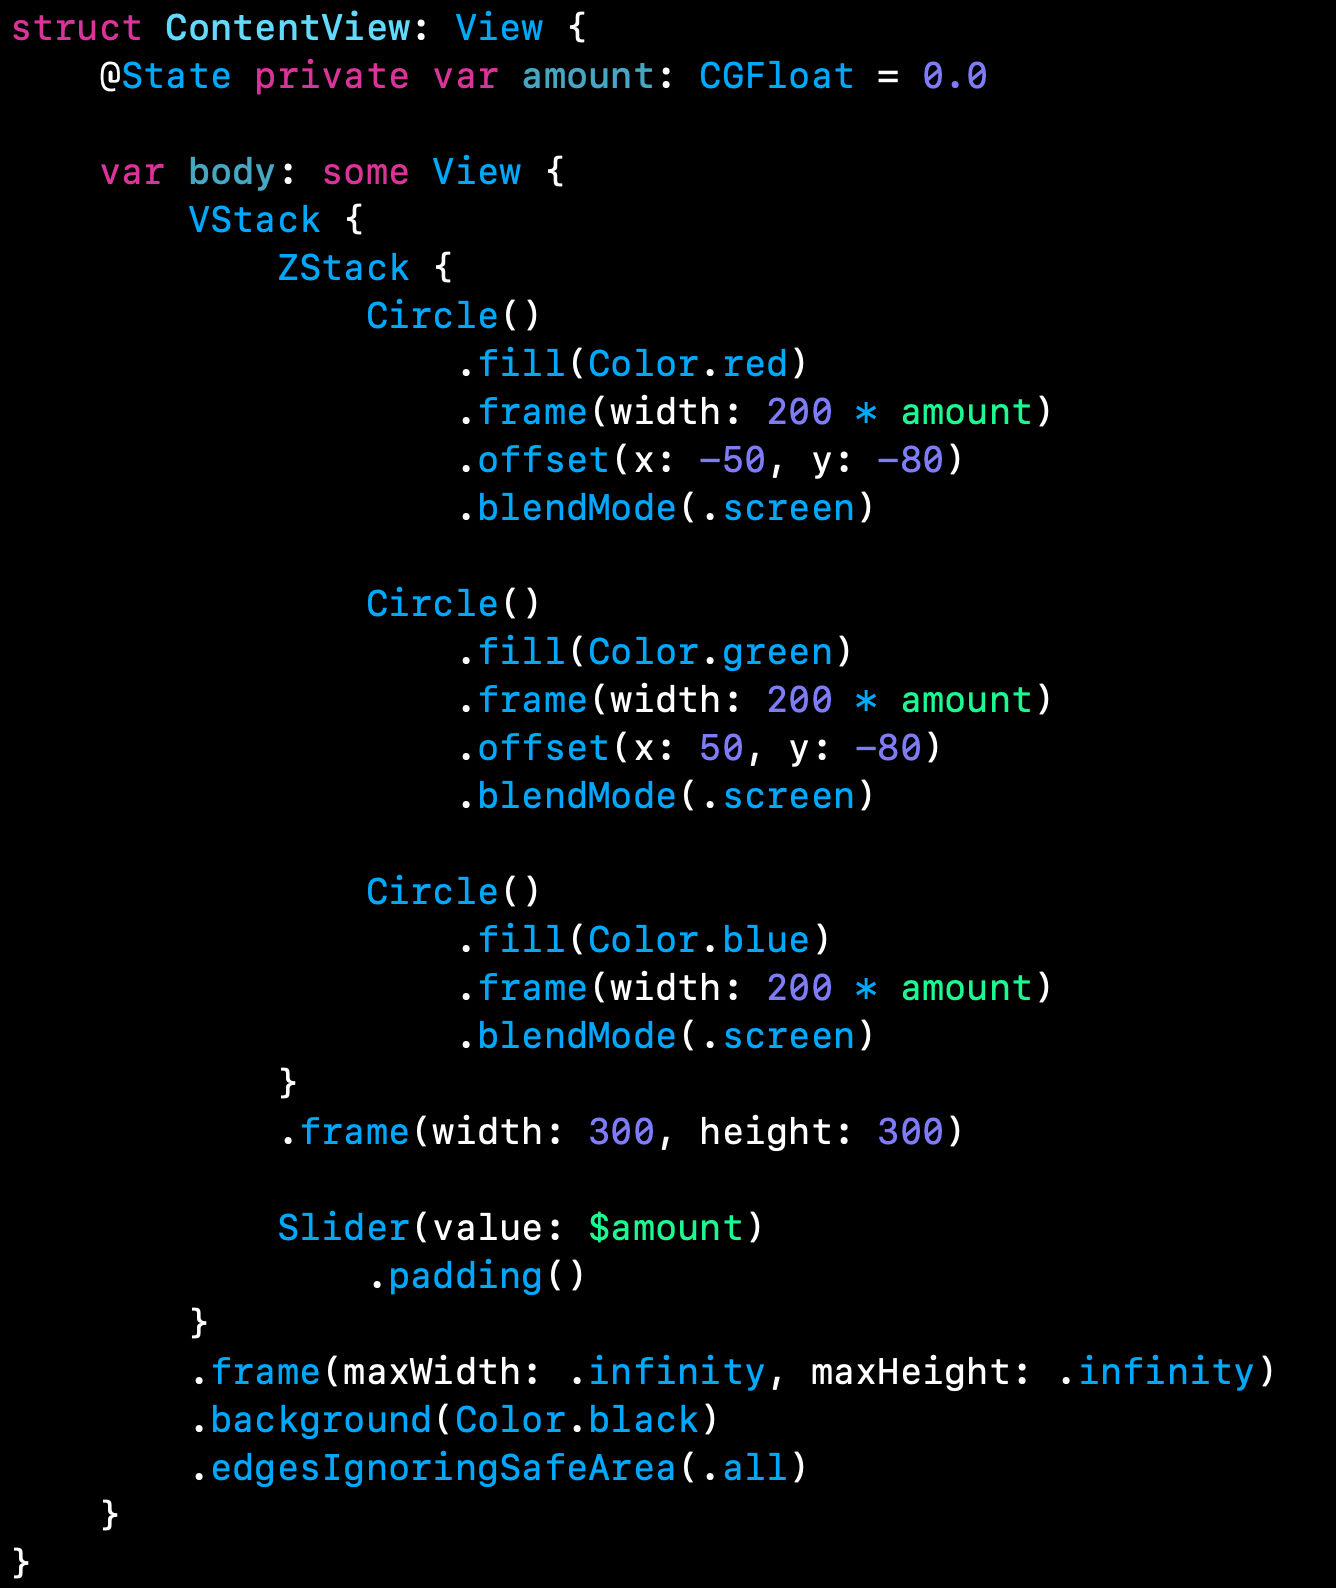 struct ContentView: View {
    @State private var amount: CGFloat = 0.0

    var body: some View {
        VStack {
            ZStack {
                Circle()
                    .fill(Color.red)
                    .frame(width: 200 * amount)
                    .offset(x: -50, y: -80)
                    .blendMode(.screen)

                Circle()
                    .fill(Color.green)
                    .frame(width: 200 * amount)
                    .offset(x: 50, y: -80)
                    .blendMode(.screen)

                Circle()
                    .fill(Color.blue)
                    .frame(width: 200 * amount)
                    .blendMode(.screen)
            }
            .frame(width: 300, height: 300)

            Slider(value: $amount)
                .padding()
        }
        .frame(maxWidth: .infinity, maxHeight: .infinity)
        .background(Color.black)
        .edgesIgnoringSafeArea(.all)
    }
}